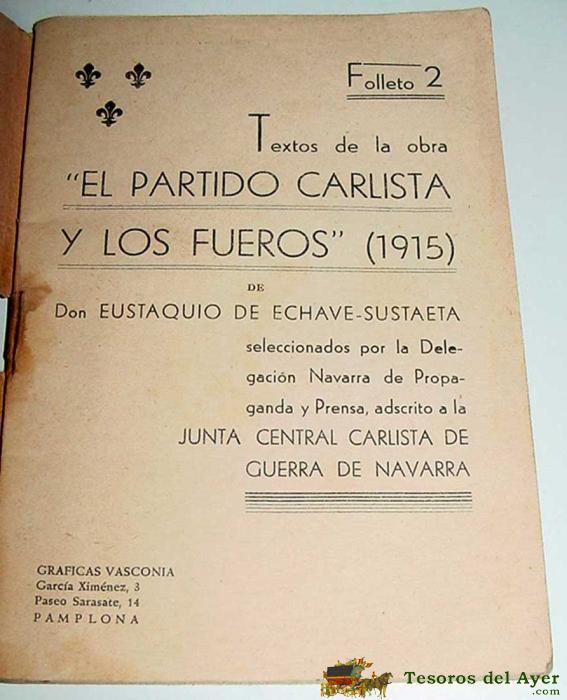 Folleto 2
Textos de la obra
"EL PARTIDO CARLISTA
Y LOS FUEROS" (1915)
DE
Don EUSTAQUIO DE ECHAVE-SUSTAETA
seleccionados por la Dele-
gación Navarra de Propa-
ganda y Prensa, adscrito a la
JUNTA CENTRAL CARLISTA DE
GUERRA DE NAVARRA
GRAFICAS VASCONIA
García Ximénez, 3
Paseo Sarasate, 14
PAMPLONA
Tesoros del Ayer
.com